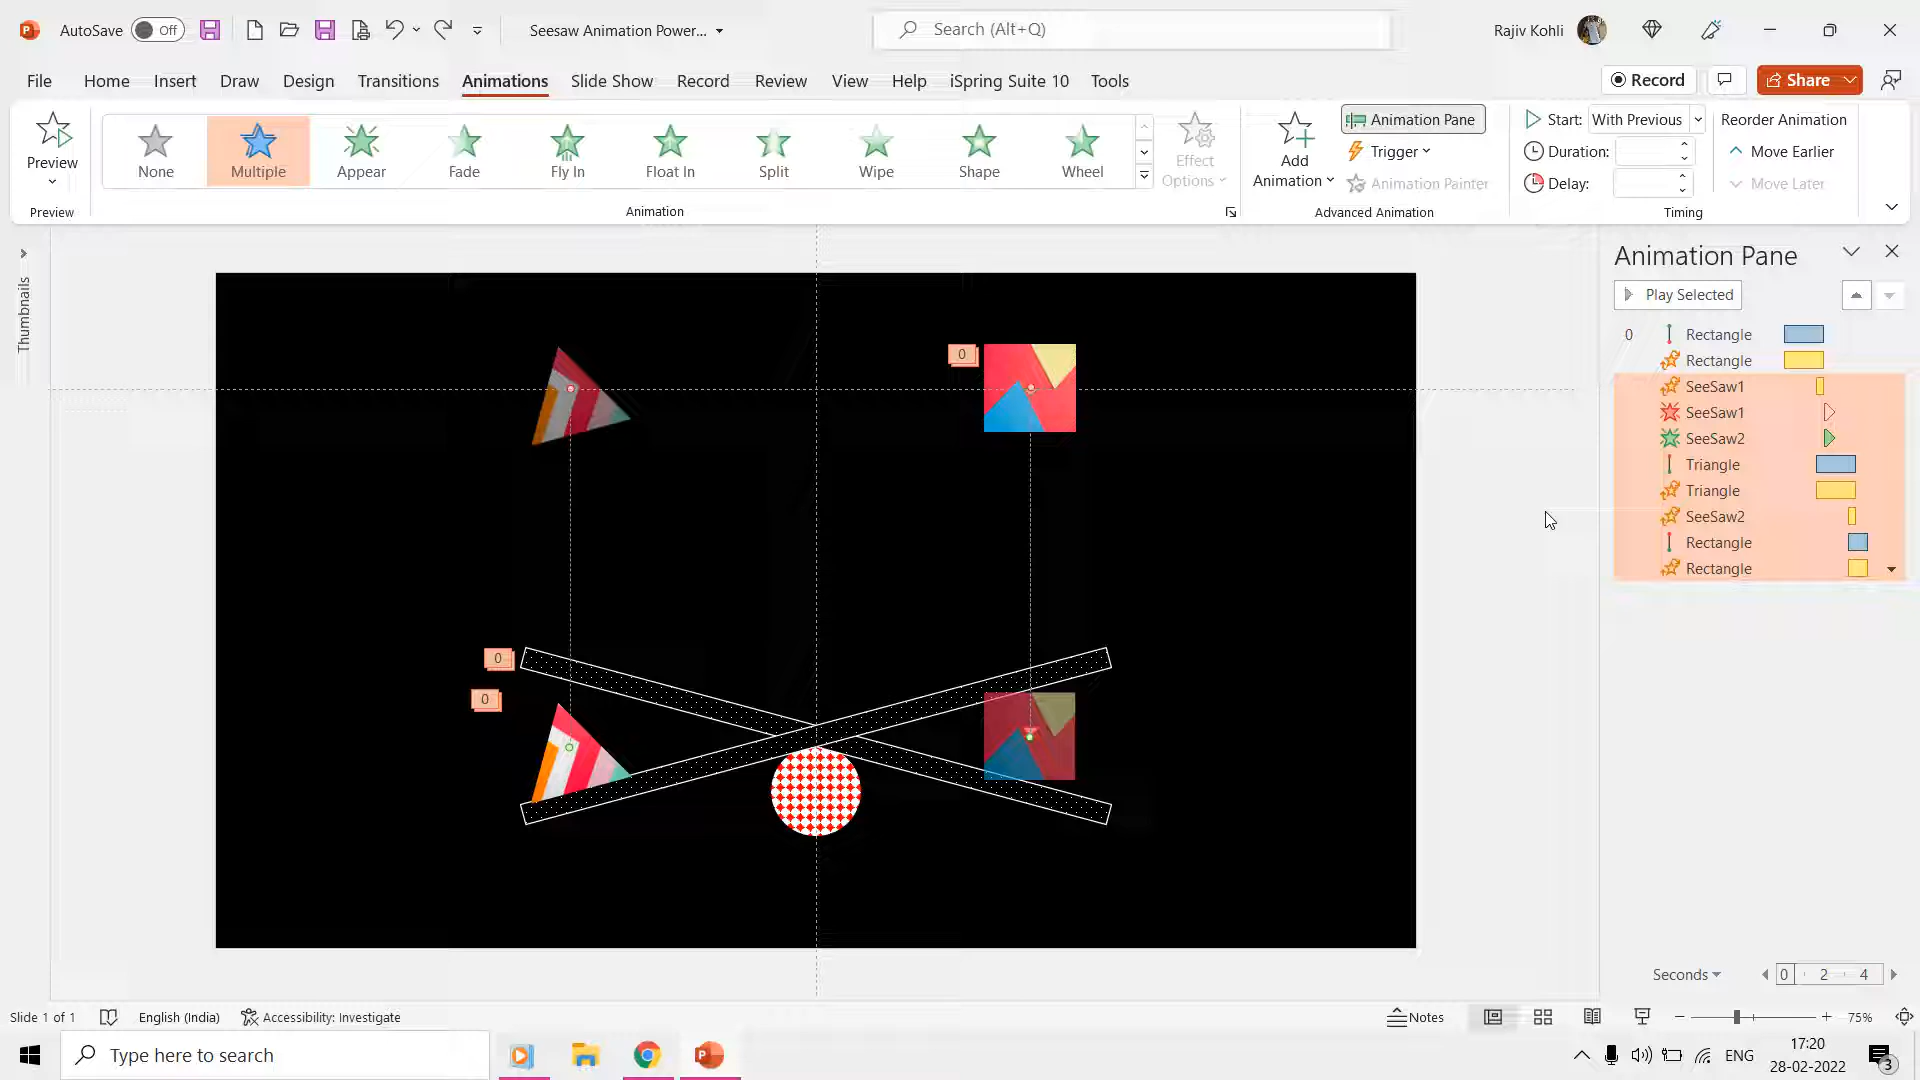 AutoSave Off Seesaw Animation Power... Search (Alt+Q) Rajiv Kohli
File Home Insert Draw Design Transitions Animations Slide Show Record Review View Help iSpring Suite 10 Tools Record Share
Preview
Preview
None
Multiple
Appear
Fade
Fly In
Float In
Split
Wipe
Shape
Wheel
Animation
Effect
Options
Add
Animation
Animation Pane
Trigger
Animation Painter
Advanced Animation
Start: With Previous
Duration:
Delay:
Timing
Reorder Animation
Move Earlier
Move Later
Thumbnails
0
0
0
Animation Pane
Play Selected
0 Rectangle
Rectangle
SeeSaw1
SeeSaw1
SeeSaw2
Triangle
Triangle
SeeSaw2
Rectangle
Rectangle
Seconds 0 2 4
Slide 1 of 1 English (India) Accessibility: Investigate Notes 75%
Type here to search
ENG
17:20
28-02-2022
3